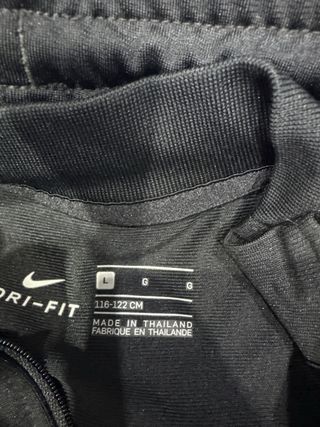 L G G
116-122 CM
DRI-FIT
MADE IN THAILAND
FABRIQUE EN THAILANDE